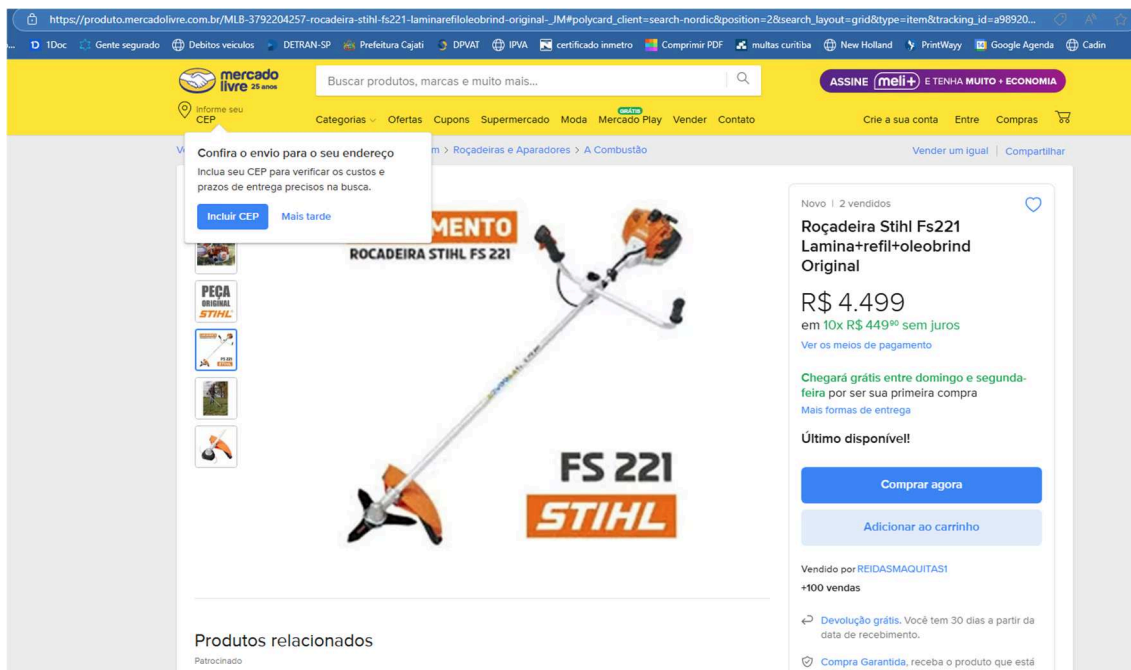 https://produto.mercadolivre.com.br/MLB-3792204257-rocadeira-stihl-fs221-laminarefiloleobrind-original-_JM#polycard_client=search-nordic&position=2&search_layout=grid&type=item&tracking_id=a98920...
1Doc Gente segurado Debitos veiculos DETRAN-SP Prefeitura Cajati DPVAT IPVA certificado inmetro Comprimir PDF multas curitiba New Holland PrintWayy Google Agenda Cadin
mercado livre 25 anos
Buscar produtos, marcas e muito mais...
ASSINE meli+ E TENHA MUITO + ECONOMIA
Informe seu
CEP
GRÁTIS
Categorias Ofertas Cupons Supermercado Moda Mercado Play Vender Contato
Crie a sua conta Entre Compras
Confira o envio para o seu endereço
Inclua seu CEP para verificar os custos e
prazos de entrega precisos na busca.
Incluir CEP Mais tarde
> Roçadeiras e Aparadores > A Combustão
Vender um igual | Compartilhar
MENTO
ROCADEIRA STIHL FS 221
PEÇA
ORIGINAL
STIHL
FS 221
STIHL
Novo | 2 vendidos
Roçadeira Stihl Fs221
Lamina+refil+oleobrind
Original
R$ 4.499
em 10x R$ 449⁹⁰ sem juros
Ver os meios de pagamento
Chegará grátis entre domingo e segunda-
feira por ser sua primeira compra
Mais formas de entrega
Último disponível!
Comprar agora
Adicionar ao carrinho
Vendido por REIDASMAQUITAS1
+100 vendas
Devolução grátis. Você tem 30 dias a partir da
data de recebimento.
Compra Garantida, receba o produto que está
Produtos relacionados
Patrocinado